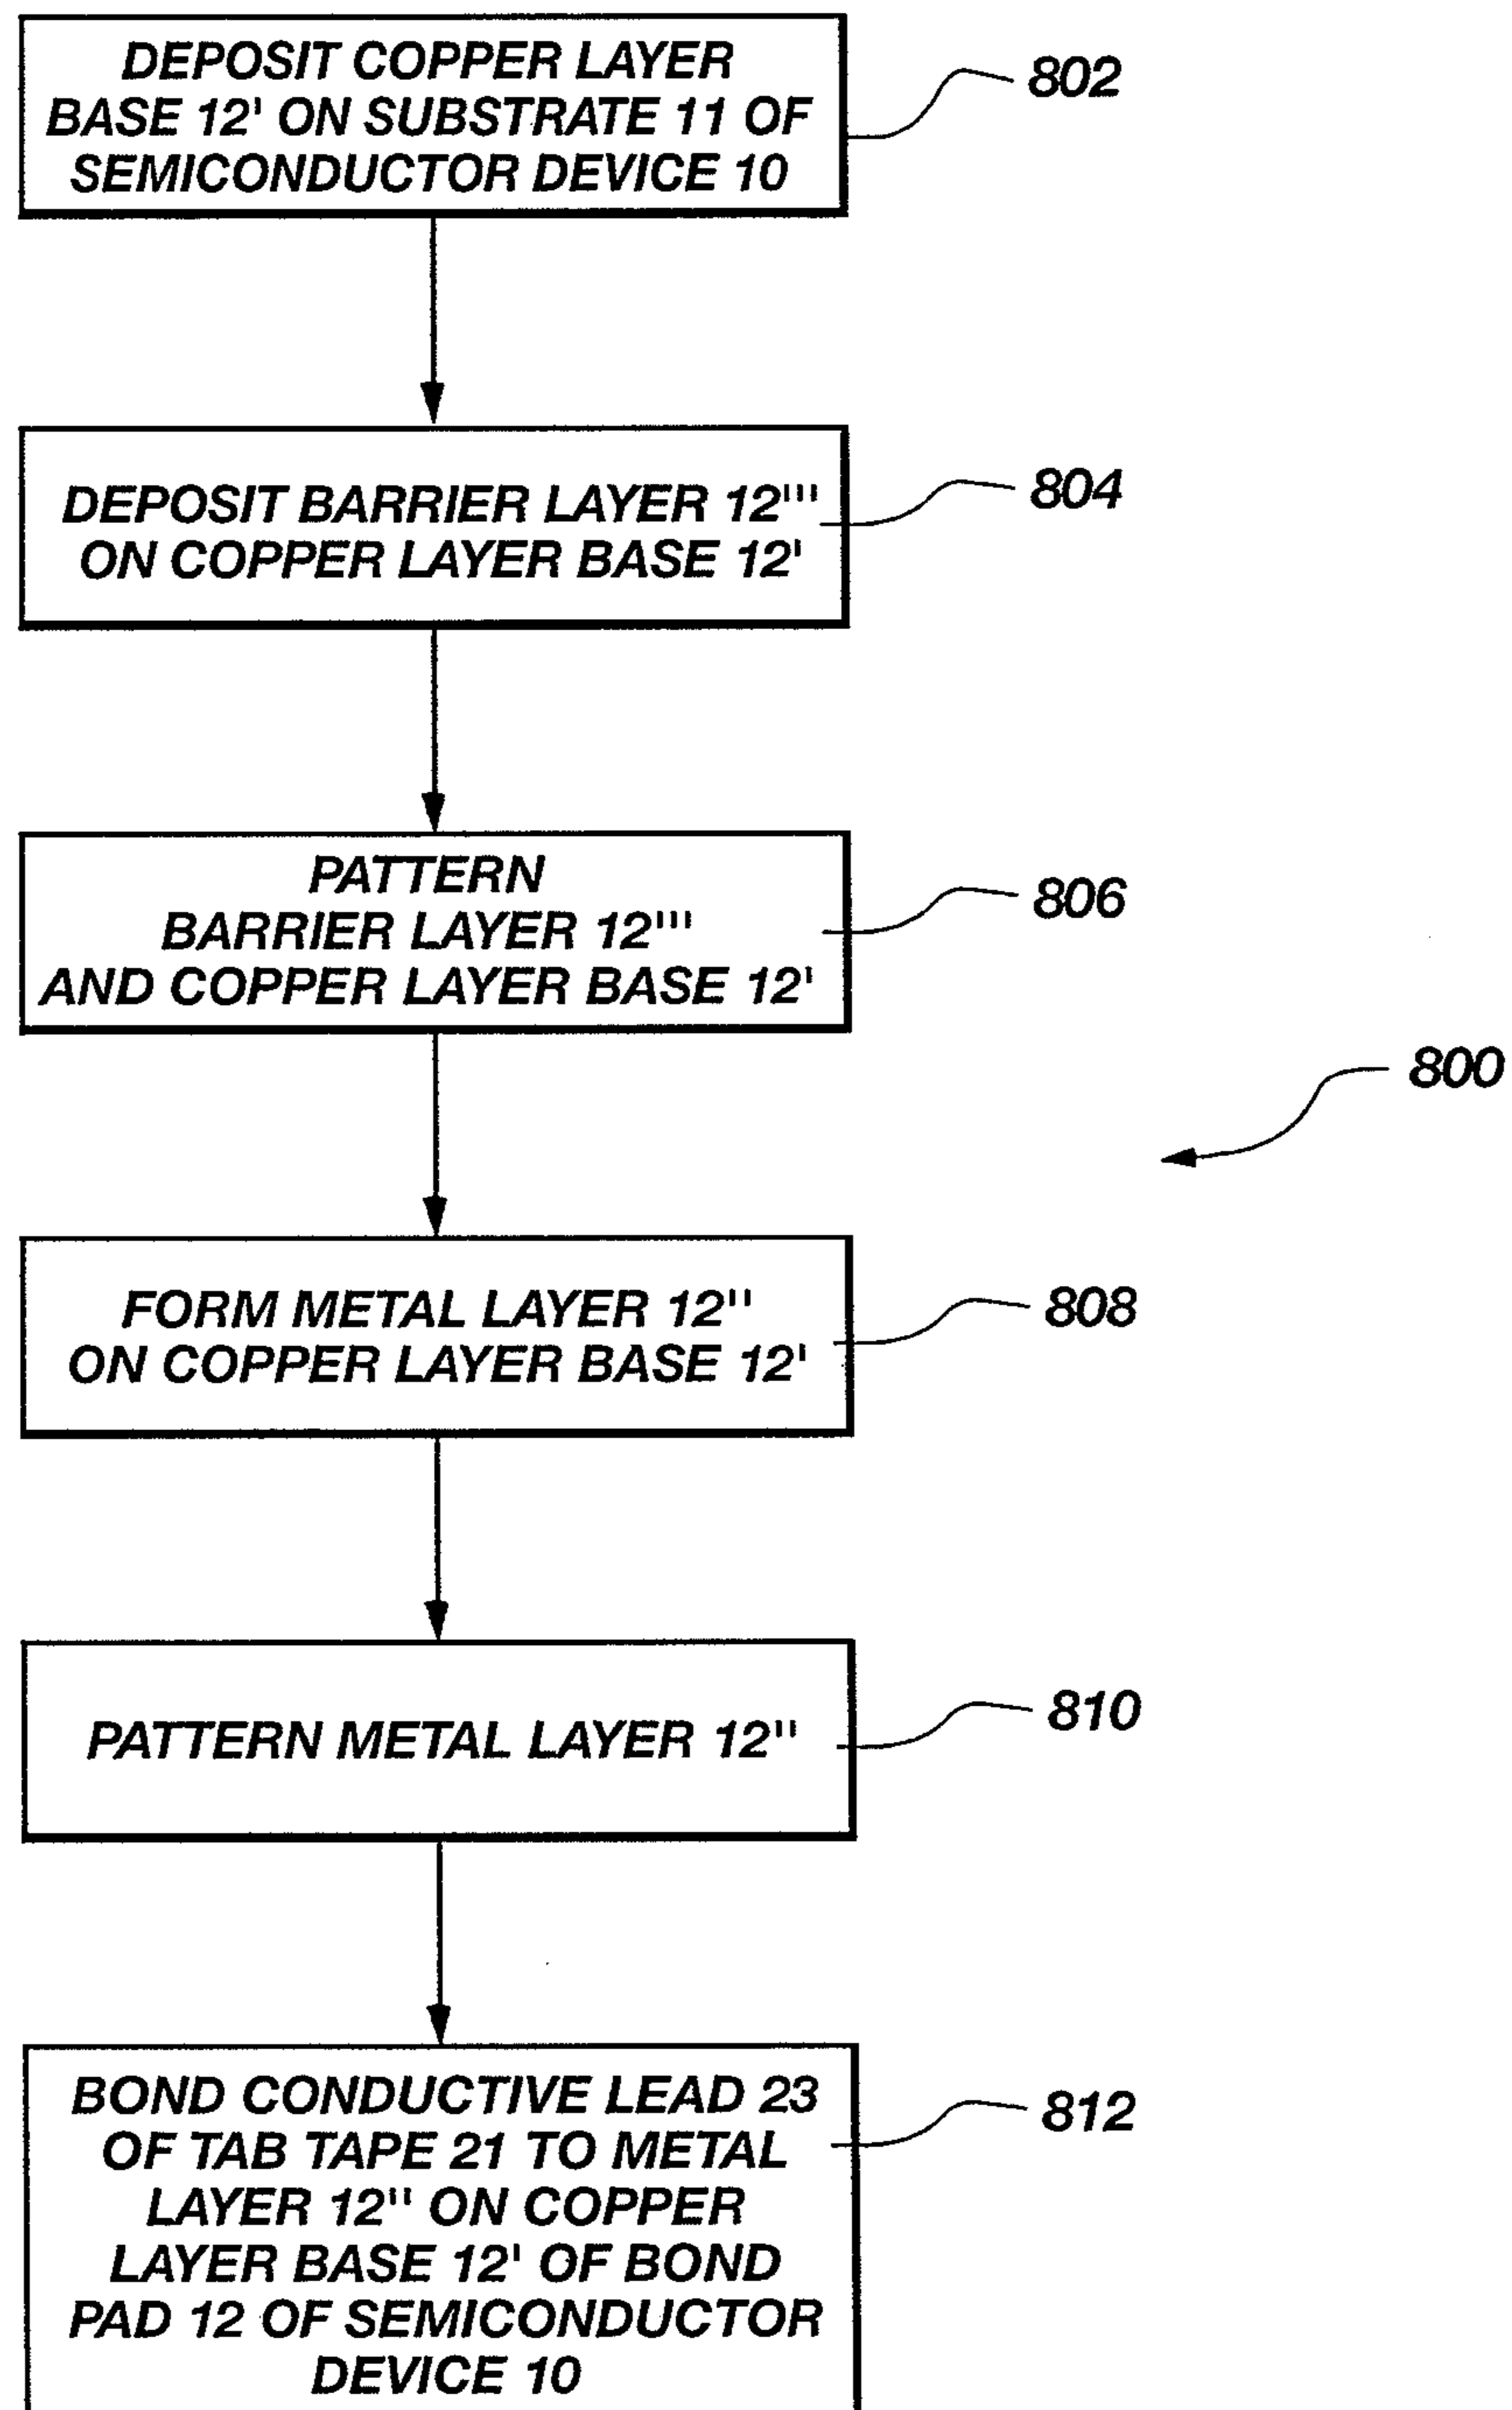 DEPOSIT COPPER LAYER
BASE 12' ON SUBSTRATE 11 OF
SEMICONDUCTOR DEVICE 10
802
DEPOSIT BARRIER LAYER 12'''
ON COPPER LAYER BASE 12'
804
PATTERN
BARRIER LAYER 12'''
AND COPPER LAYER BASE 12'
806
800
FORM METAL LAYER 12''
ON COPPER LAYER BASE 12'
808
PATTERN METAL LAYER 12''
810
BOND CONDUCTIVE LEAD 23
OF TAB TAPE 21 TO METAL
LAYER 12'' ON COPPER
LAYER BASE 12' OF BOND
PAD 12 OF SEMICONDUCTOR
DEVICE 10
812